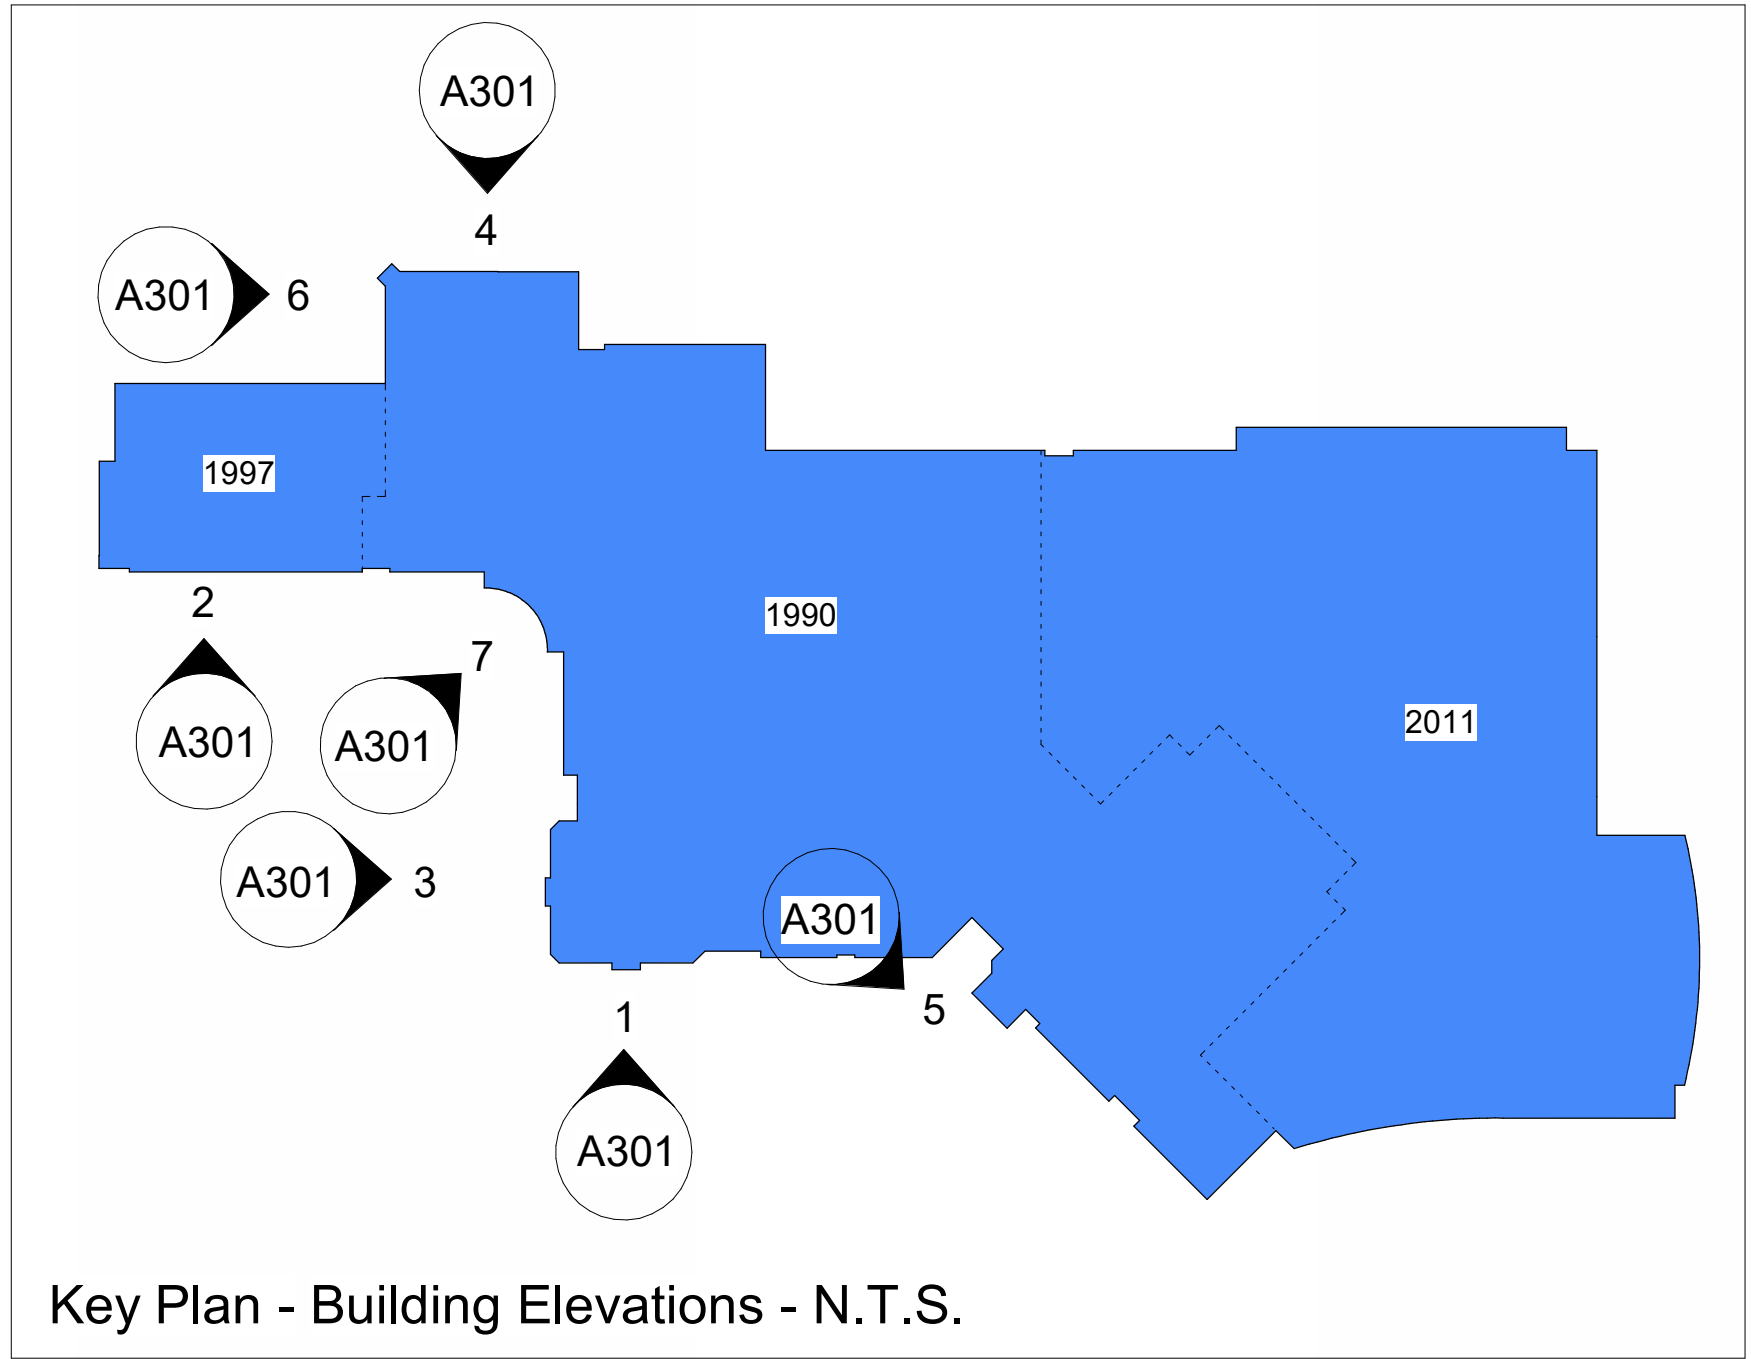 A301
4
A301 6
1997
2
1990
7
2011
A301
A301
A301 3
A301
5
1
A301
Key Plan - Building Elevations - N.T.S.